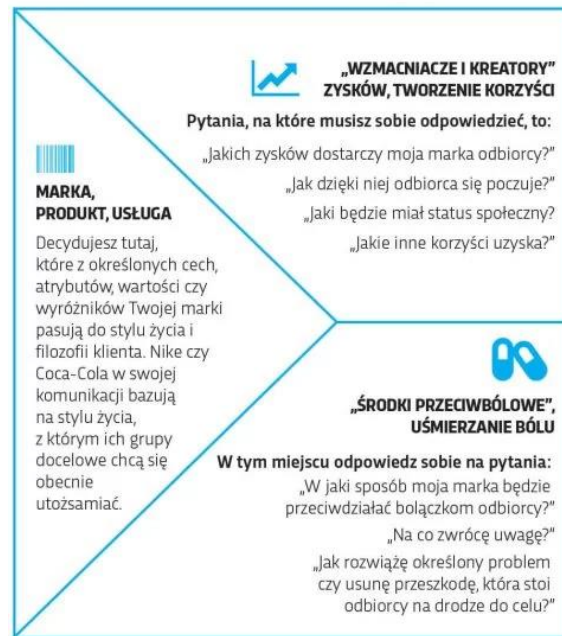 „WZMACNIACZE I KREATORY”
ZYSKÓW, TWORZENIE KORZYŚCI
Pytania, na które musisz sobie odpowiedzieć, to:
„Jakich zysków dostarczy moja marka odbiorcy?”
„Jak dzięki niej odbiorca się poczuje?”
„Jaki będzie miał status społeczny?
„Jakie inne korzyści uzyska?”
MARKA,
PRODUKT, USŁUGA
Decydujesz tutaj,
które z określonych cech,
atrybutów, wartości czy
wyróżników Twojej marki
pasują do stylu życia i
filozofii klienta. Nike czy
Coca-Cola w swojej
komunikacji bazują
na stylu życia,
z którym ich grupy
docelowe chcą się
obecnie
utożsamiać.
„ŚRODKI PRZECIWBÓLOWE”,
UŚMIERZANIE BÓLU
W tym miejscu odpowiedz sobie na pytania:
„W jaki sposób moja marka będzie
przeciwdziałać bolączkom odbiorcy?”
„Na co zwrócę uwagę?”
„Jak rozwiążę określony problem
czy usunę przeszkodę, która stoi
odbiorcy na drodze do celu?”